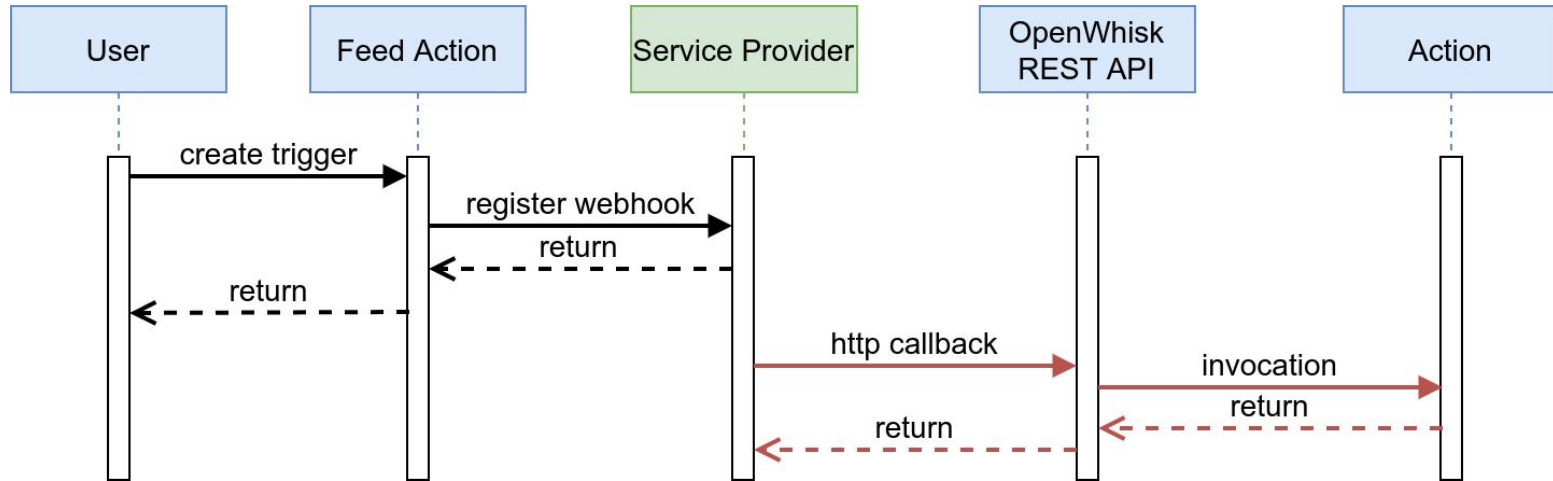 User
Feed Action
Service Provider
OpenWhisk
REST API
Action
create trigger
register webhook
return
return
http callback
invocation
return
return